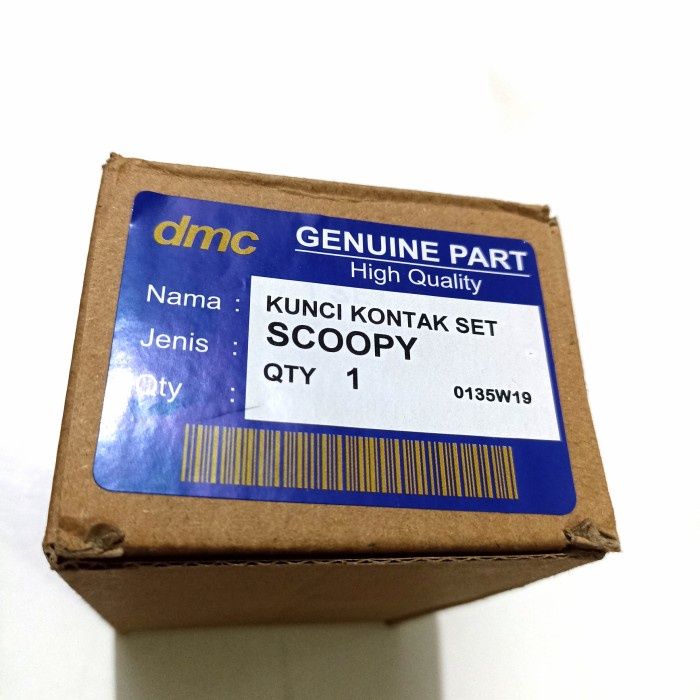 dmc
GENUINE PART
High Quality
Nama : KUNCI KONTAK SET
Jenis : SCOOPY
Qty : QTY 1
0135W19